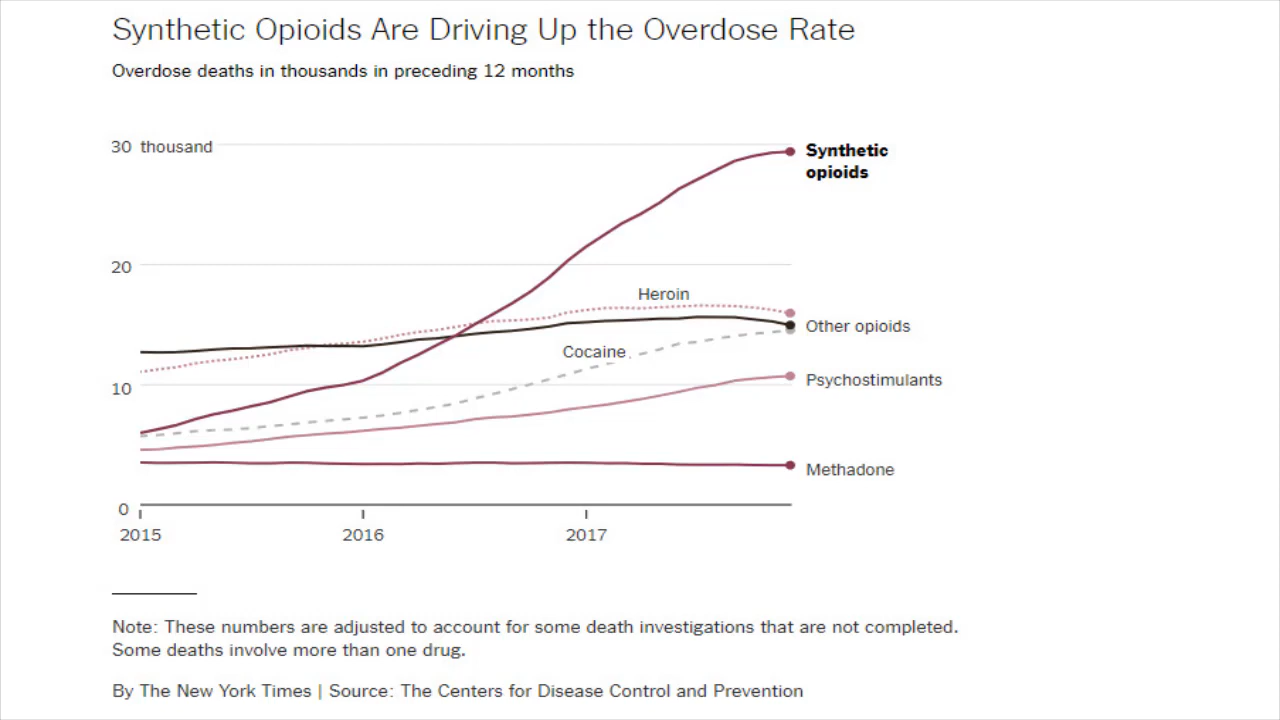 Synthetic Opioids Are Driving Up the Overdose Rate
Overdose deaths in thousands in preceding 12 months
30 thousand
Synthetic
opioids
20
Heroin
Other opioids
Cocaine
Psychostimulants
10
Methadone
0
2015 2016 2017
Note: These numbers are adjusted to account for some death investigations that are not completed.
Some deaths involve more than one drug.
By The New York Times | Source: The Centers for Disease Control and Prevention